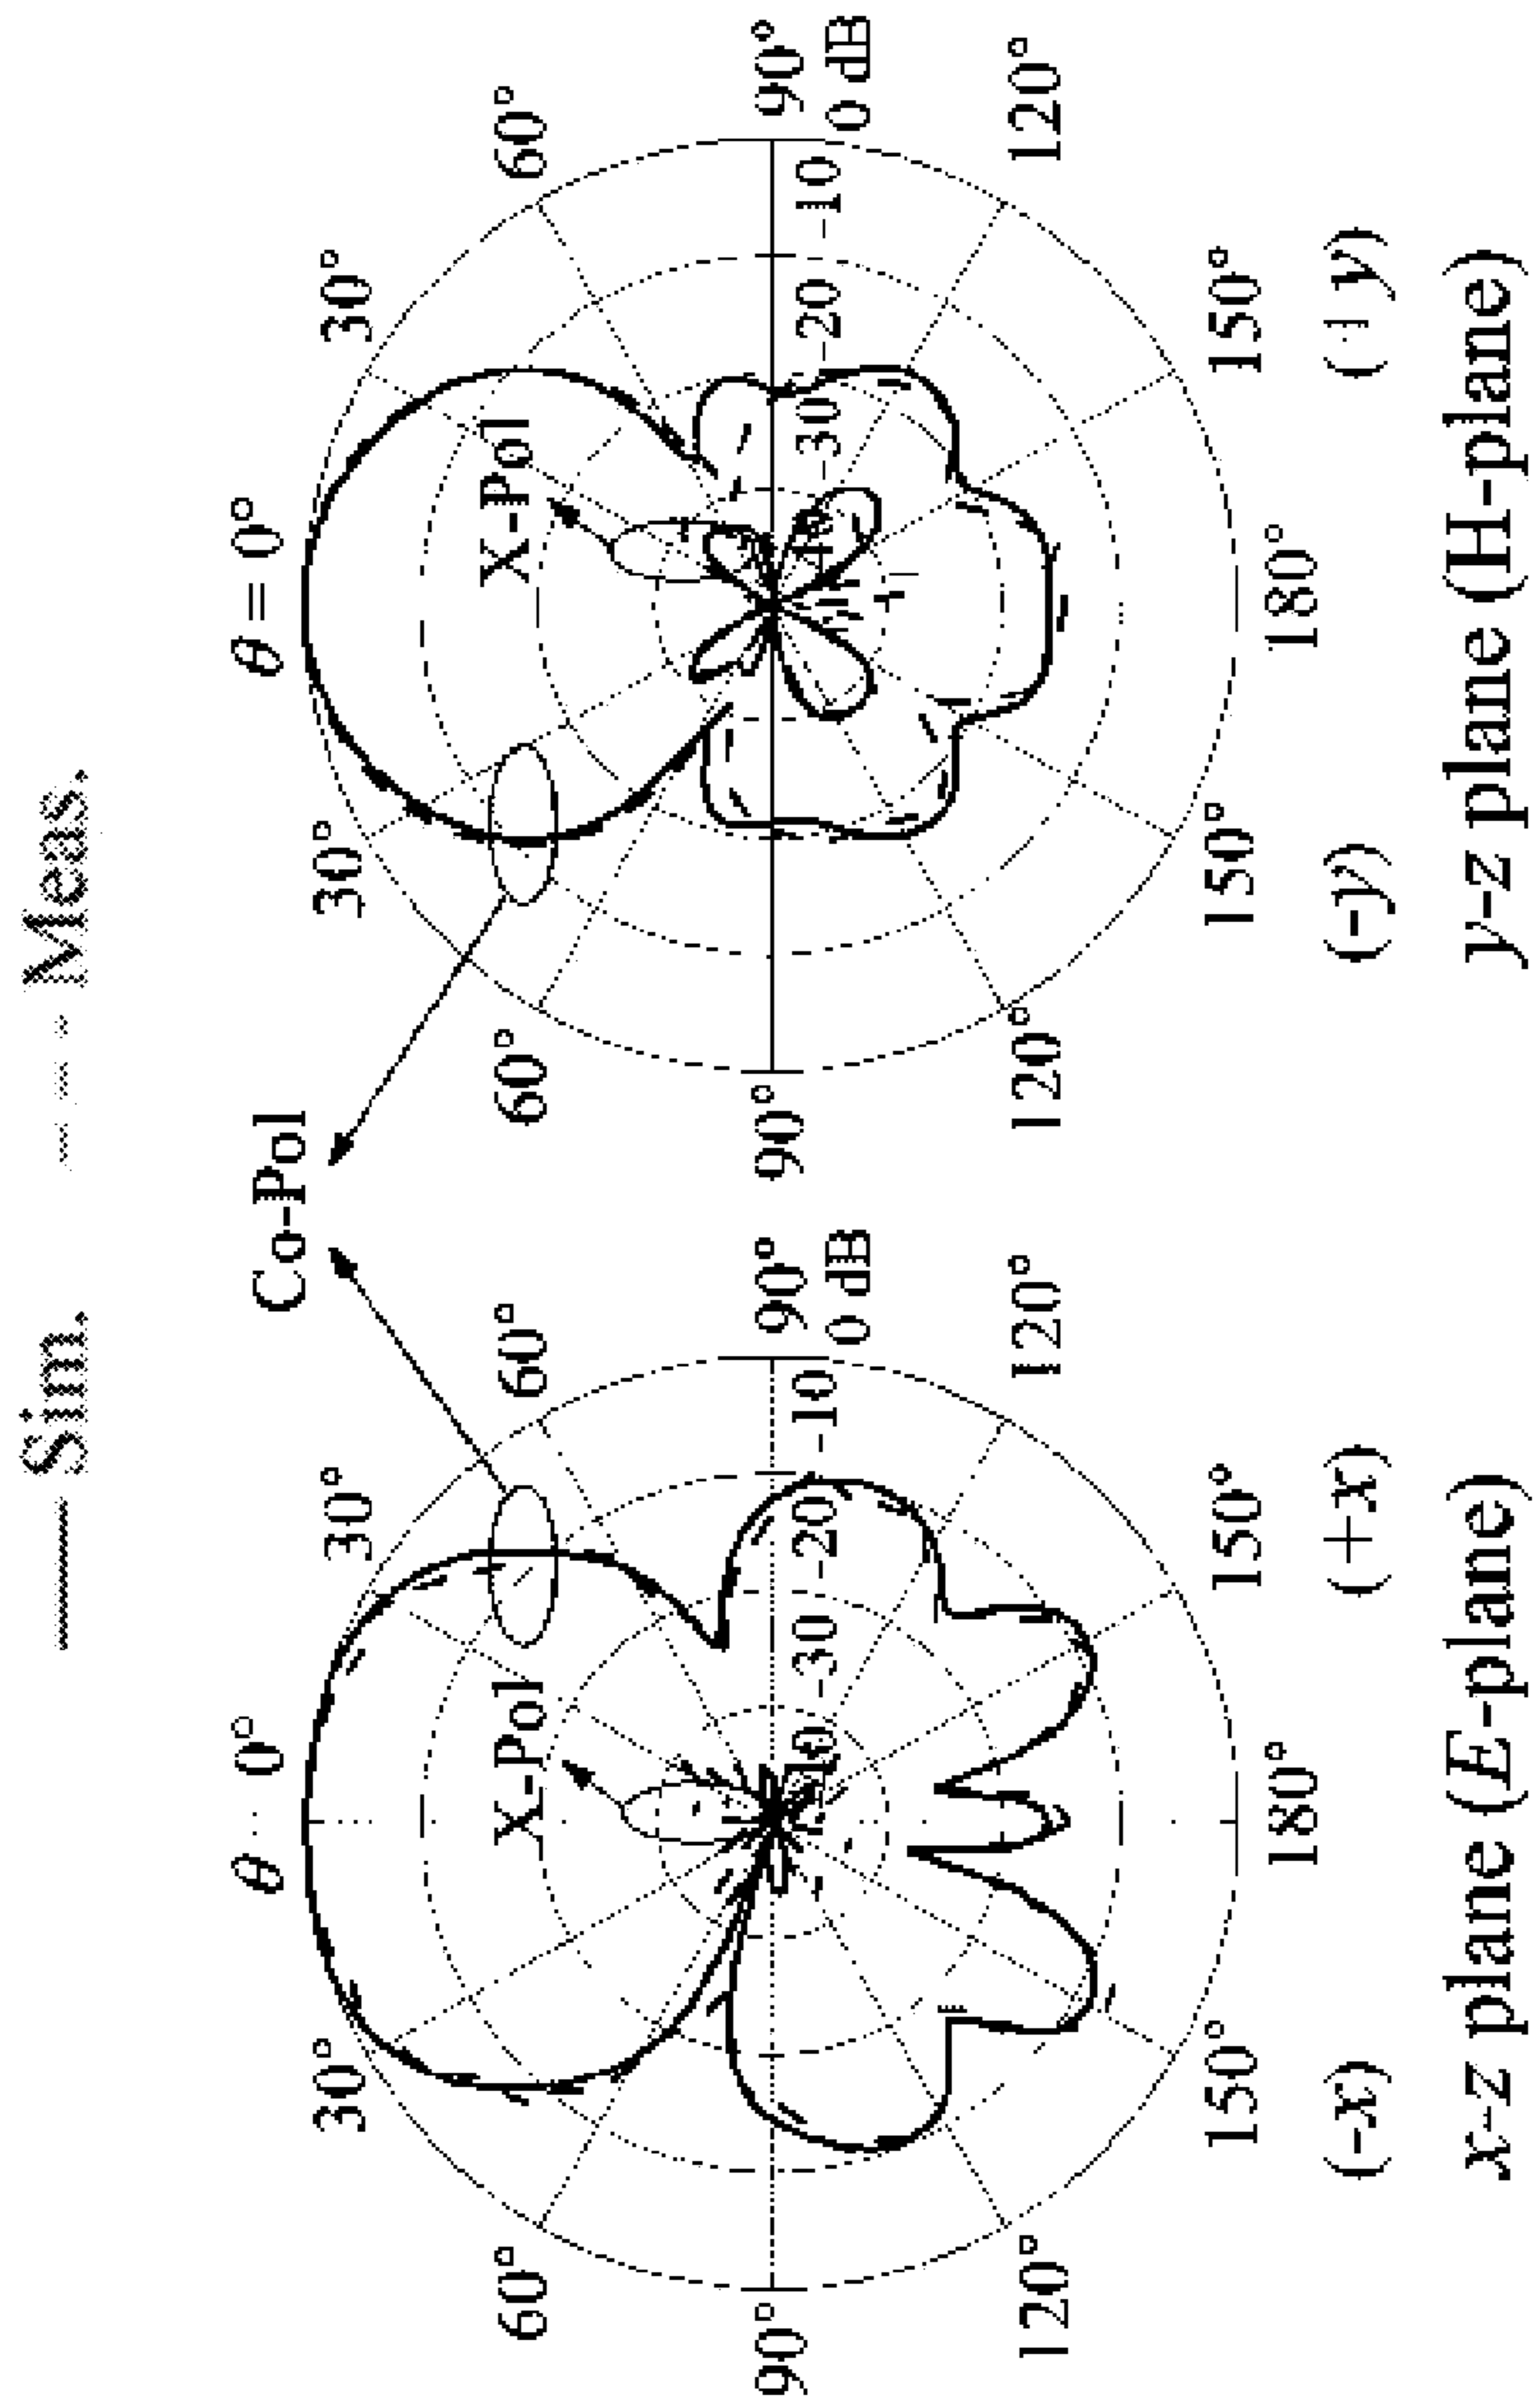 Sim. Meas.
Co-Pol
θ 0°
30°
30°
60°
60°
X-Pol
90°
90°
0 dB
-10
-20
-30
120°
120°
150°
150°
180°
(-x)
(+x)
x-z plane (E-plane)
θ = 0°
30°
30°
60°
60°
X-Pol
90°
90°
0 dB
-10
-20
-30
120°
120°
150°
150°
180°
(-y)
y-z plane (H-plane)